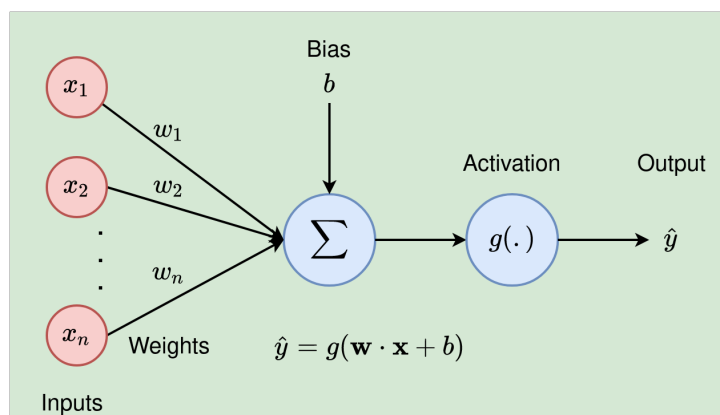 Bias
b
x₁
w₁
Activation
Output
x₂
w₂
∑
g(.)
ŷ
wₙ
xₙ
Weights
ŷ = g(𝐰 · 𝐱 + b)
Inputs